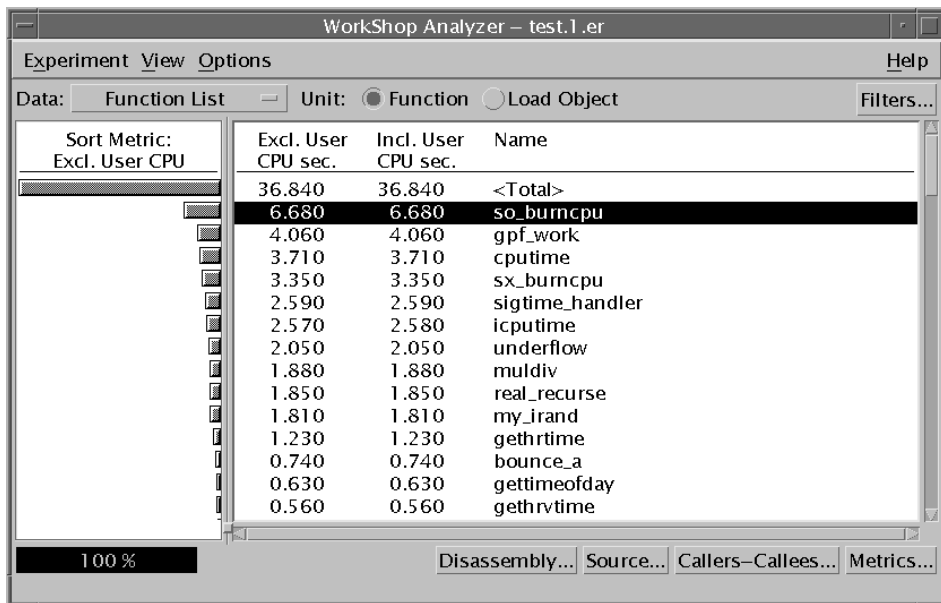 WorkShop Analyzer – test.1.er
Experiment View Options Help
Data: Function List Unit: Function Load Object Filters...
Sort Metric:
Excl. User CPU
Excl. User Incl. User Name
CPU sec. CPU sec.
36.840 36.840 <Total>
6.680 6.680 so_burncpu
4.060 4.060 gpf_work
3.710 3.710 cputime
3.350 3.350 sx_burncpu
2.590 2.590 sigtime_handler
2.570 2.580 icputime
2.050 2.050 underflow
1.880 1.880 muldiv
1.850 1.850 real_recurse
1.810 1.810 my_irand
1.230 1.230 gethrtime
0.740 0.740 bounce_a
0.630 0.630 gettimeofday
0.560 0.560 gethrvtime
100 % Disassembly... Source... Callers–Callees... Metrics...